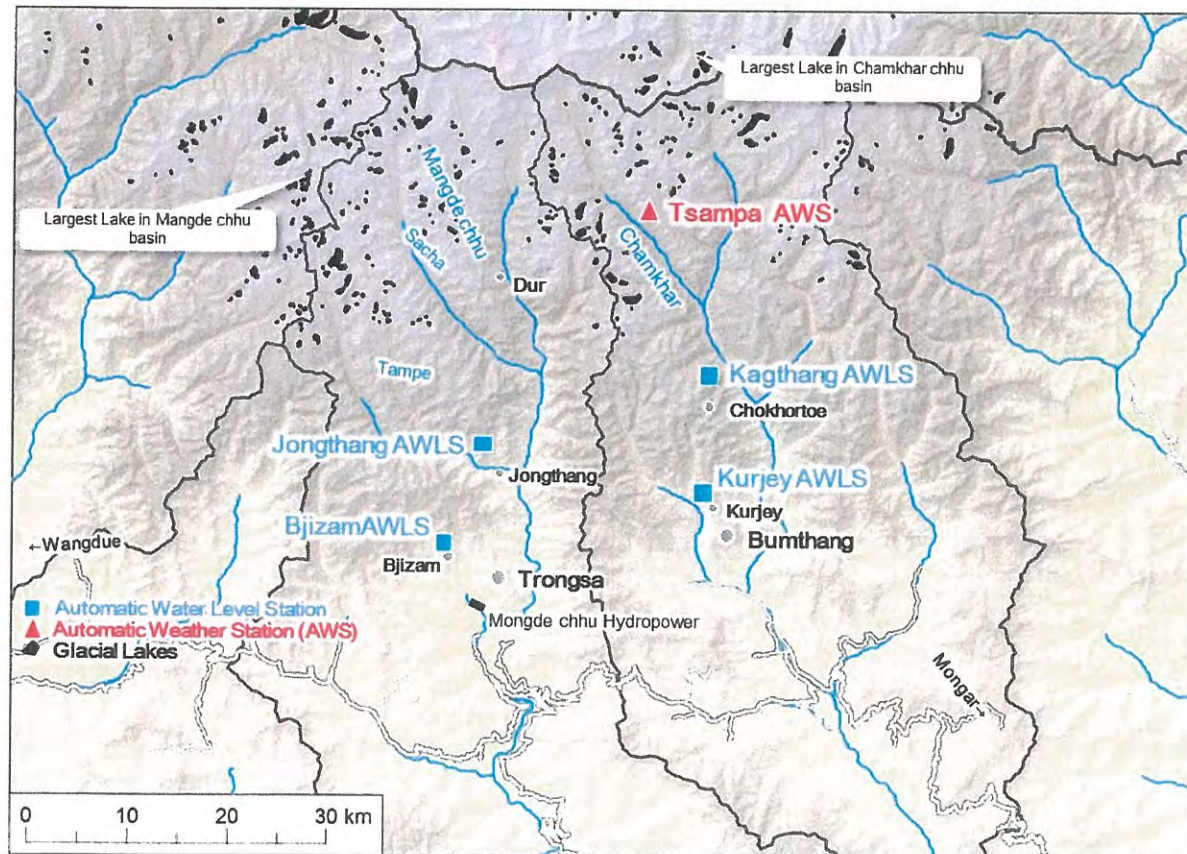 Largest Lake in Chamkhar chhu
basin
Largest Lake in Mangde chhu
basin
Mangde chhu
Sacha
Dur
Tsampa AWS
Chamkhar
Tampe
Kagthang AWLS
Chokhortoe
Jongthang AWLS
Jongthang
Kurjey AWLS
Kurjey
Bumthang
BjizamAWLS
Bjizam
←Wangdue
Trongsa
Mongde chhu Hydropower
Automatic Water Level Station
Automatic Weather Station (AWS)
Glacial Lakes
Mongar→
0 10 20 30 km